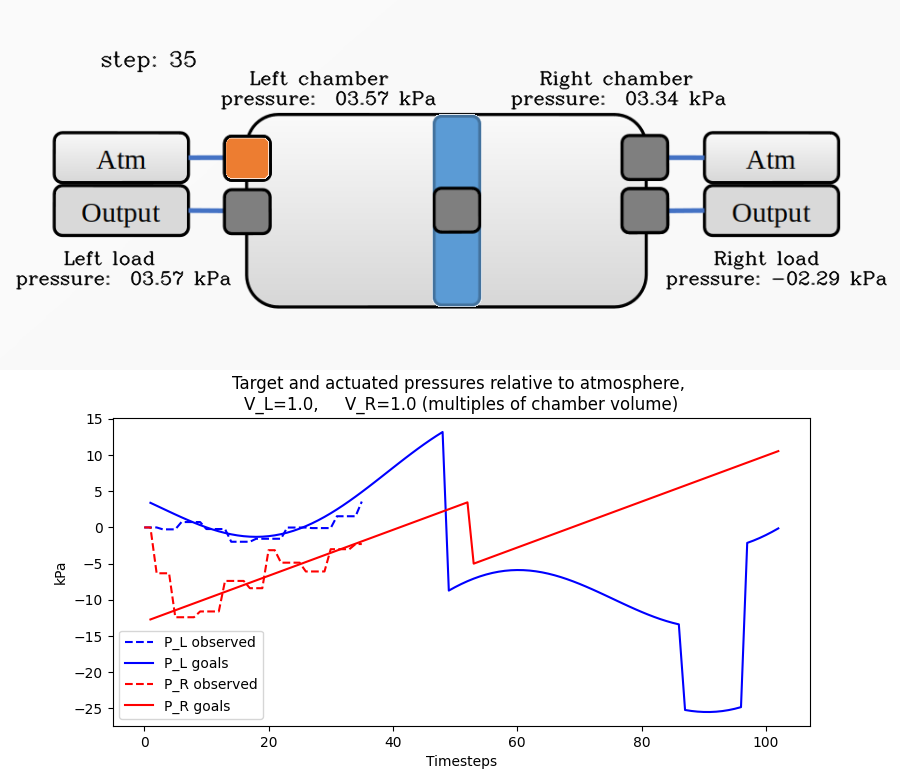 step: 35
Left chamber
pressure:  03.57 kPa
Right chamber
pressure:  03.34 kPa
Atm
Output
Atm
Output
Left load
pressure:  03.57 kPa
Right load
pressure: −02.29 kPa
Target and actuated pressures relative to atmosphere,
V_L=1.0,     V_R=1.0 (multiples of chamber volume)
kPa
15
10
5
0
−5
−10
−15
−20
−25
P_L observed
P_L goals
P_R observed
P_R goals
0 20 40 60 80 100
Timesteps